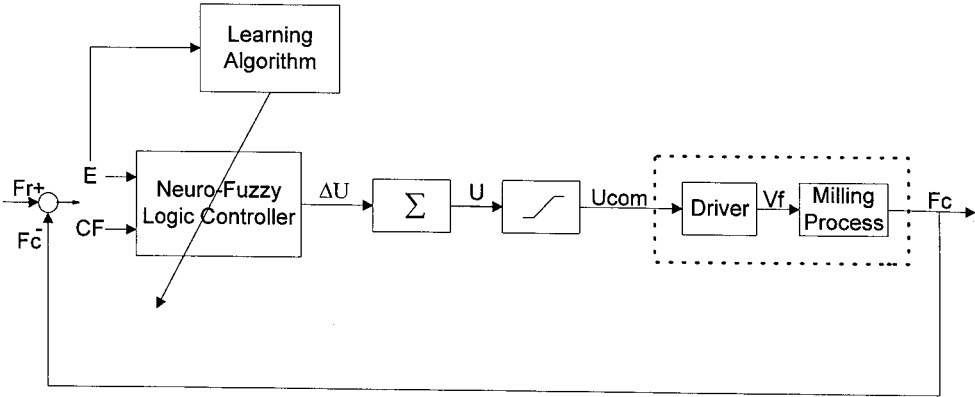 Learning
Algorithm
E
Fr+
Fc-
CF
Neuro-Fuzzy
Logic Controller
ΔU
Σ
U
Ucom
Driver
Vf
Milling
Process
Fc